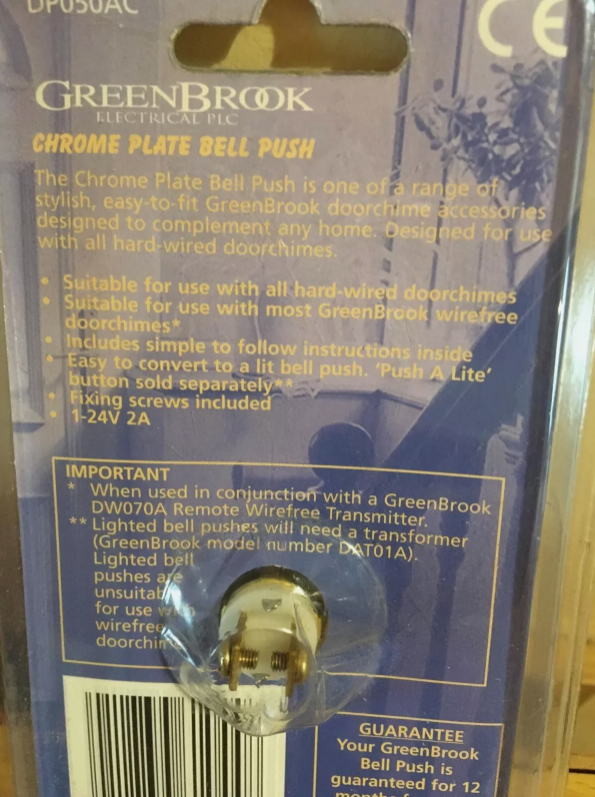 DP050AC
CE
GREENBROOK
ELECTRICAL PLC
CHROME PLATE BELL PUSH
The Chrome Plate Bell Push is one of a range of
stylish, easy-to-fit GreenBrook doorchime accessories
designed to complement any home. Designed for use
with all hard-wired doorchimes.
• Suitable for use with all hard-wired doorchimes
• Suitable for use with most GreenBrook wirefree
doorchimes*
• Includes simple to follow instructions inside
• Easy to convert to a lit bell push. 'Push A Lite'
button sold separately**
• Fixing screws included
• 1-24V 2A
IMPORTANT
* When used in conjunction with a GreenBrook
DW070A Remote Wirefree Transmitter.
** Lighted bell pushes will need a transformer
(GreenBrook model number DAT01A).
Lighted bell
pushes are
unsuitab
for use with
wirefree
doorchim
GUARANTEE
Your GreenBrook
Bell Push is
guaranteed for 12
months